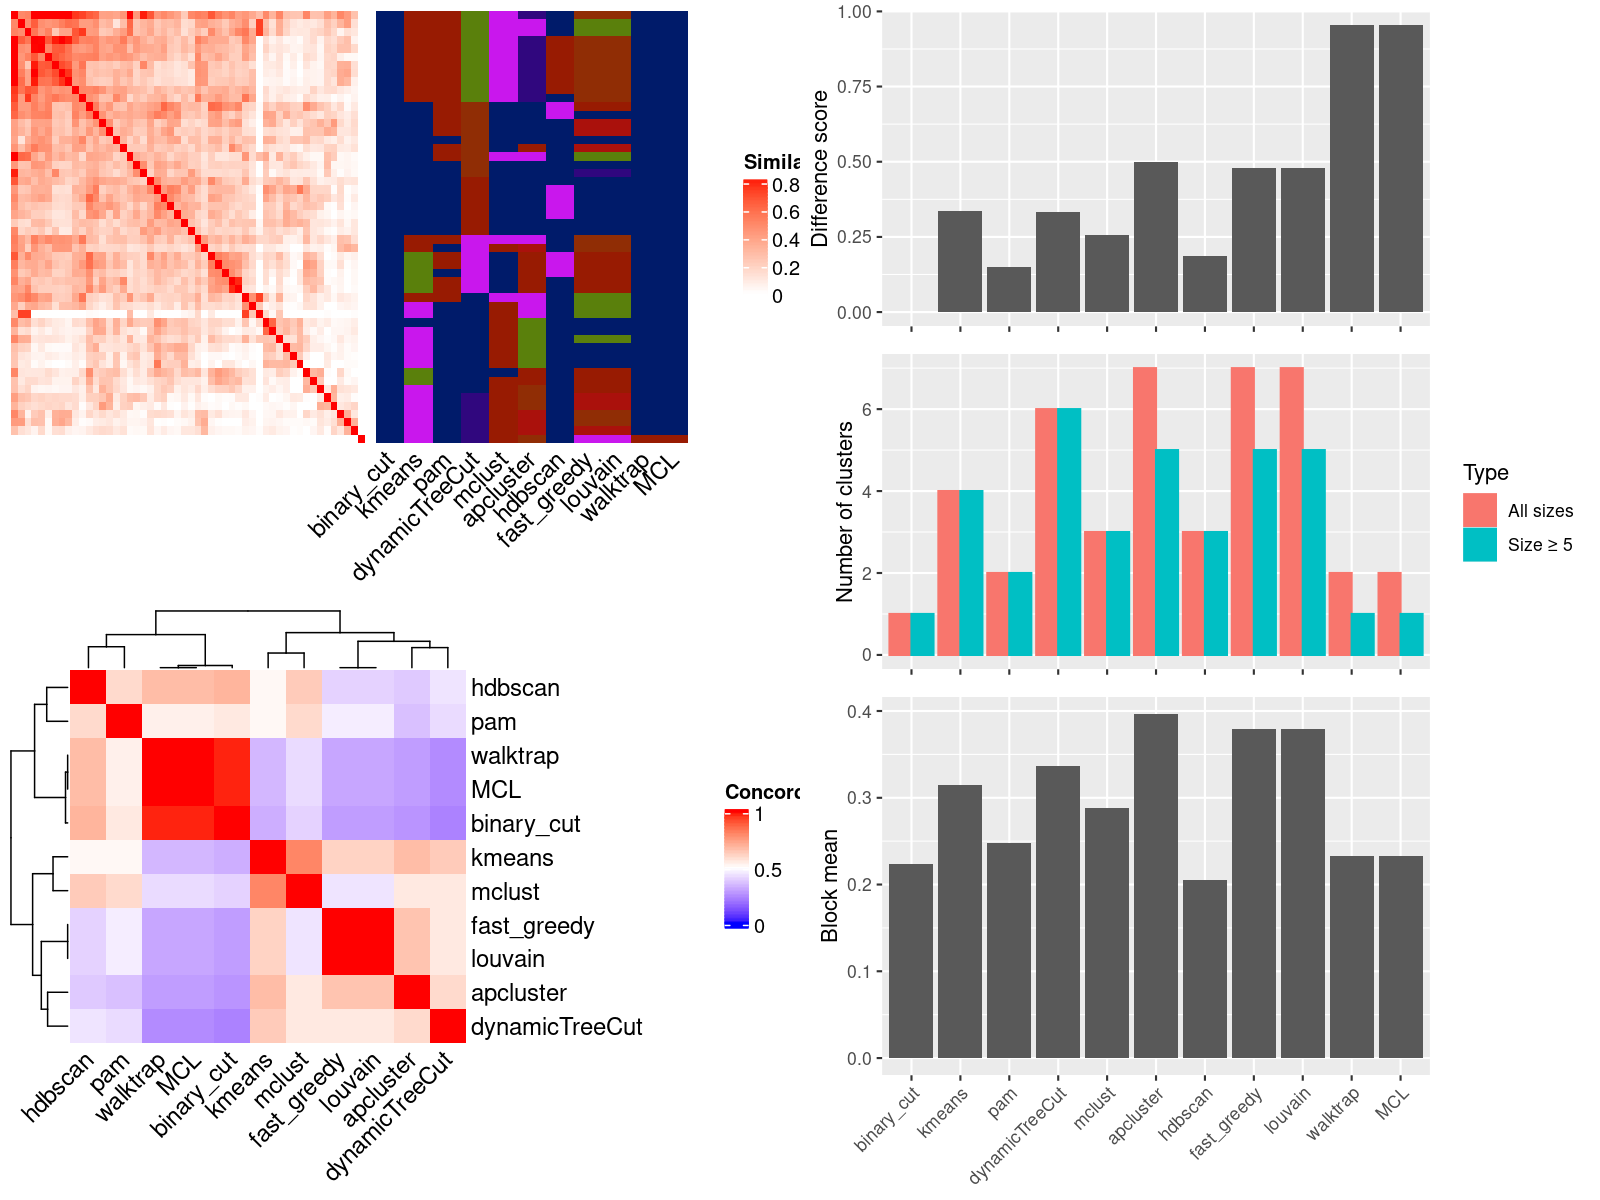 Simila
0.8
0.6
0.4
0.2
0
binary_cut
kmeans
pam
dynamicTreeCut
mclust
apcluster
hdbscan
fast_greedy
louvain
walktrap
MCL
hdbscan
pam
walktrap
MCL
binary_cut
kmeans
mclust
fast_greedy
louvain
apcluster
dynamicTreeCut
hdbscan
pam
walktrap
MCL
binary_cut
kmeans
mclust
fast_greedy
louvain
apcluster
dynamicTreeCut
Concord
1
0.5
0
Difference score
1.00
0.75
0.50
0.25
0.00
Number of clusters
6
4
2
0
Type
All sizes
Size ≥ 5
Block mean
0.4
0.3
0.2
0.1
0.0
binary_cut
kmeans
pam
dynamicTreeCut
mclust
apcluster
hdbscan
fast_greedy
louvain
walktrap
MCL